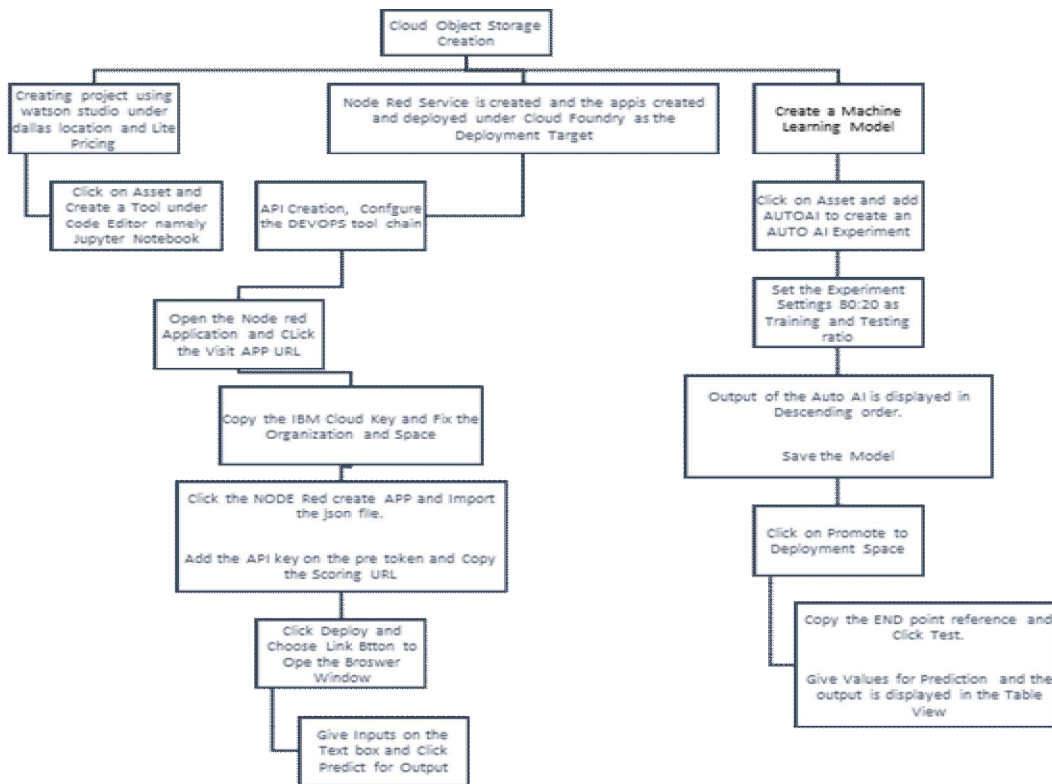 Cloud Object Storage
Creation
Creating project using
watson studio under
dallas location and Lite
Pricing
Click on Asset and
Create a Tool under
Code Editor namely
Jupyter Notebook
Node Red Service is created and the appis created
and deployed under Cloud Foundry as the
Deployment Target
API Creation, Confgure
the DEVOPS tool chain
Open the Node red
Application and CLick
the Visit APP URL
Copy the IBM Cloud Key and Fix the
Organization and Space
Click the NODE Red create APP and Import
the json file.
Add the API key on the pre token and Copy
the Scoring URL
Click Deploy and
Choose Link Btton to
Ope the Broswer
Window
Give Inputs on the
Text box and Click
Predict for Output
Create a Machine
Learning Model
Click on Asset and add
AUTOAI to create an
AUTO AI Experiment
Set the Experiment
Settings 80:20 as
Training and Testing
ratio
Output of the Auto AI is displayed in
Descending order.
Save the Model
Click on Promote to
Deployment Space
Copy the END point reference and
Click Test.
Give Values for Prediction and the
output is displayed in the Table
View